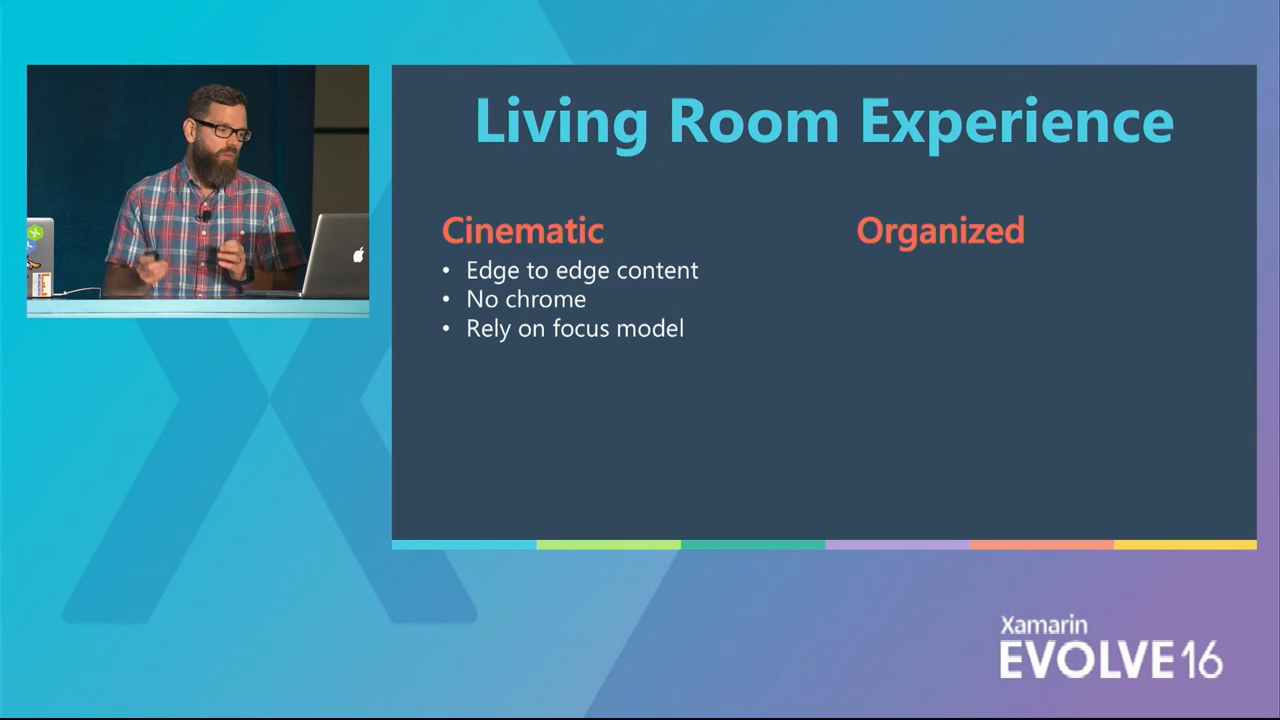 Living Room Experience
Cinematic
• Edge to edge content
• No chrome
• Rely on focus model
Organized
Xamarin
EVOLVE16